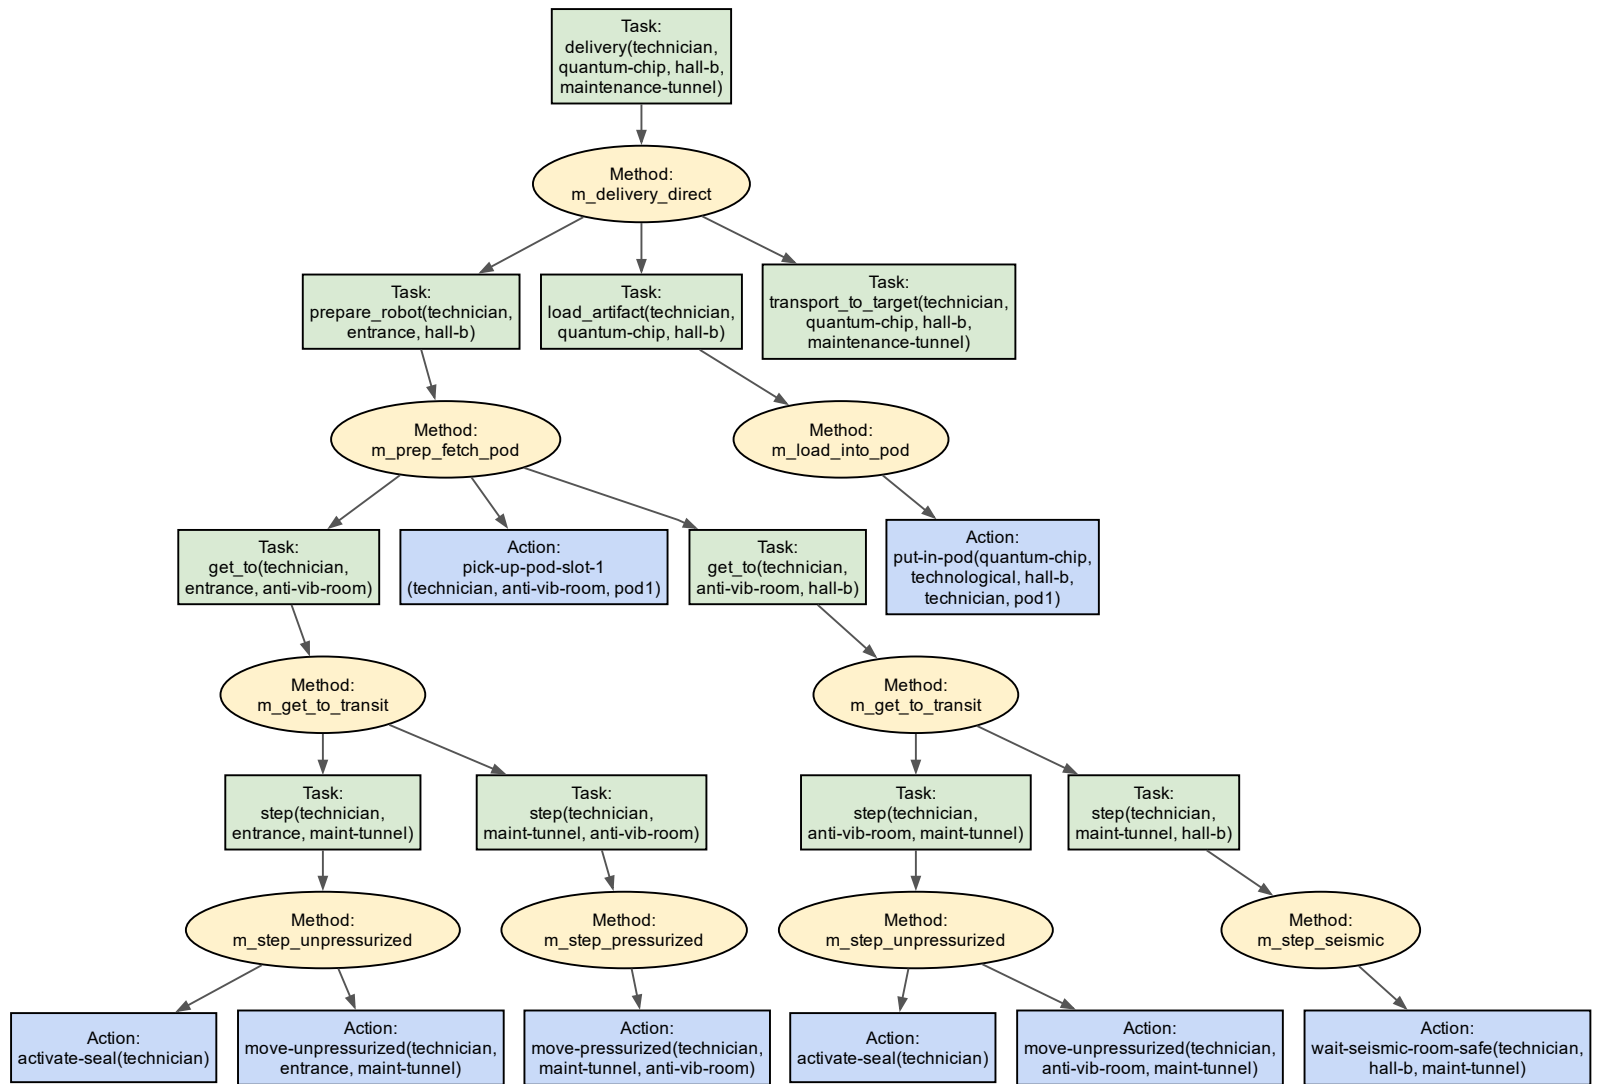 Task:
delivery(technician,
quantum-chip, hall-b,
maintenance-tunnel)
Method:
m_delivery_direct
Task:
prepare_robot(technician,
entrance, hall-b)
Task:
load_artifact(technician,
quantum-chip, hall-b)
Task:
transport_to_target(technician,
quantum-chip, hall-b,
maintenance-tunnel)
Method:
m_prep_fetch_pod
Method:
m_load_into_pod
Task:
get_to(technician,
entrance, anti-vib-room)
Action:
pick-up-pod-slot-1
(technician, anti-vib-room, pod1)
Task:
get_to(technician,
anti-vib-room, hall-b)
Action:
put-in-pod(quantum-chip,
technological, hall-b,
technician, pod1)
Method:
m_get_to_transit
Method:
m_get_to_transit
Task:
step(technician,
entrance, maint-tunnel)
Task:
step(technician,
maint-tunnel, anti-vib-room)
Task:
step(technician,
anti-vib-room, maint-tunnel)
Task:
step(technician,
maint-tunnel, hall-b)
Method:
m_step_unpressurized
Method:
m_step_pressurized
Method:
m_step_unpressurized
Method:
m_step_seismic
Action:
activate-seal(technician)
Action:
move-unpressurized(technician,
entrance, maint-tunnel)
Action:
move-pressurized(technician,
maint-tunnel, anti-vib-room)
Action:
activate-seal(technician)
Action:
move-unpressurized(technician,
anti-vib-room, maint-tunnel)
Action:
wait-seismic-room-safe(technician,
hall-b, maint-tunnel)